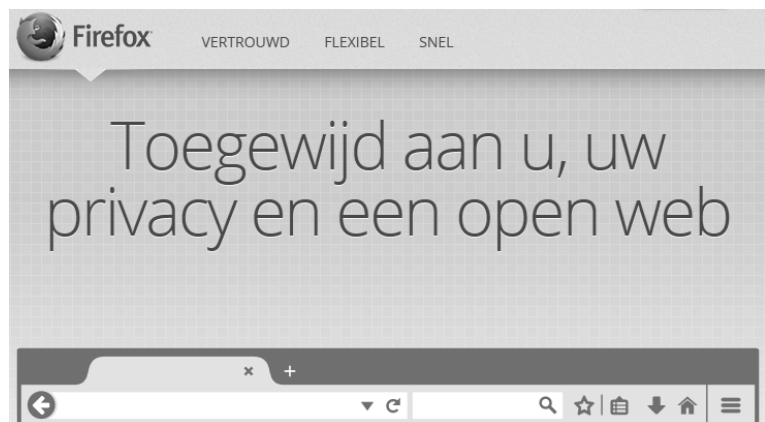 Firefox
VERTROUWD FLEXIBEL SNEL
Toegewijd aan u, uw
privacy en een open web